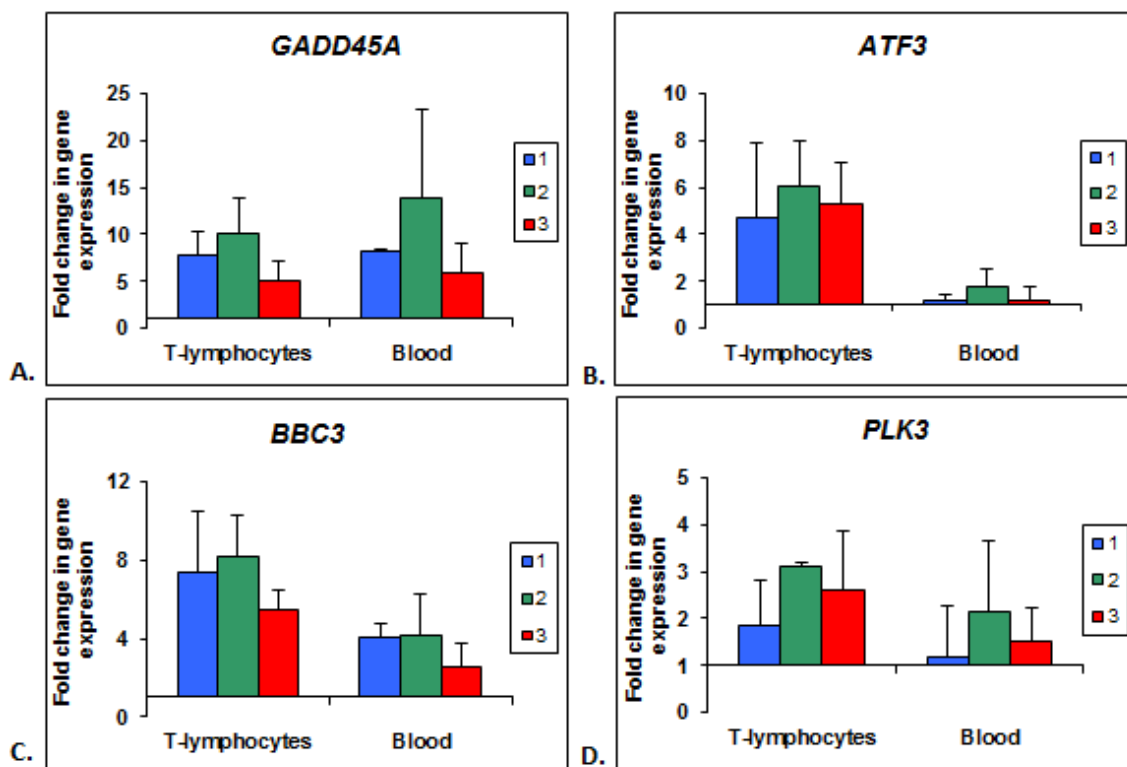 GADD45A
Fold change in gene
expression
25
20
15
10
5
0
T-lymphocytes
Blood
1
2
3
A.
ATF3
Fold change in gene
expression
10
8
6
4
2
0
T-lymphocytes
Blood
1
2
3
B.
BBC3
Fold change in gene
expression
12
8
4
0
T-lymphocytes
Blood
1
2
3
C.
PLK3
Fold change in gene
expression
5
4
3
2
1
0
T-lymphocytes
Blood
1
2
3
D.